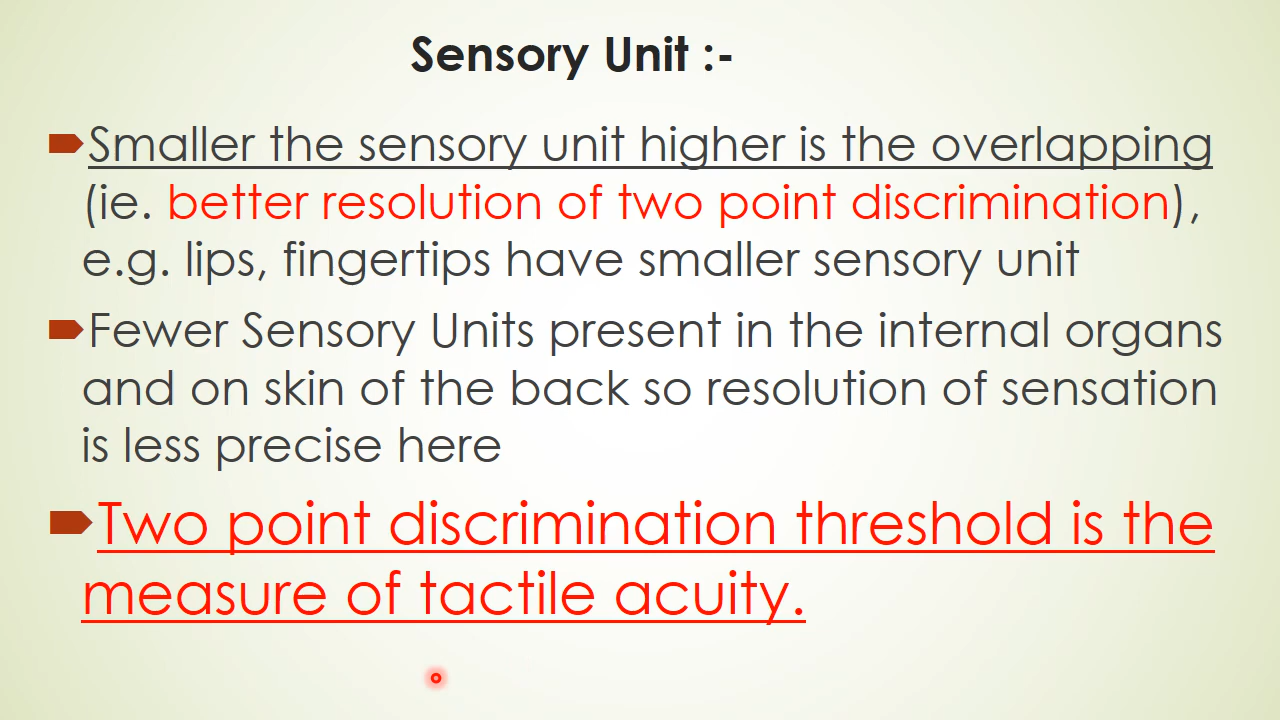 Sensory Unit :-
Smaller the sensory unit higher is the overlapping
(ie. better resolution of two point discrimination),
e.g. lips, fingertips have smaller sensory unit
Fewer Sensory Units present in the internal organs
and on skin of the back so resolution of sensation
is less precise here
Two point discrimination threshold is the
measure of tactile acuity.